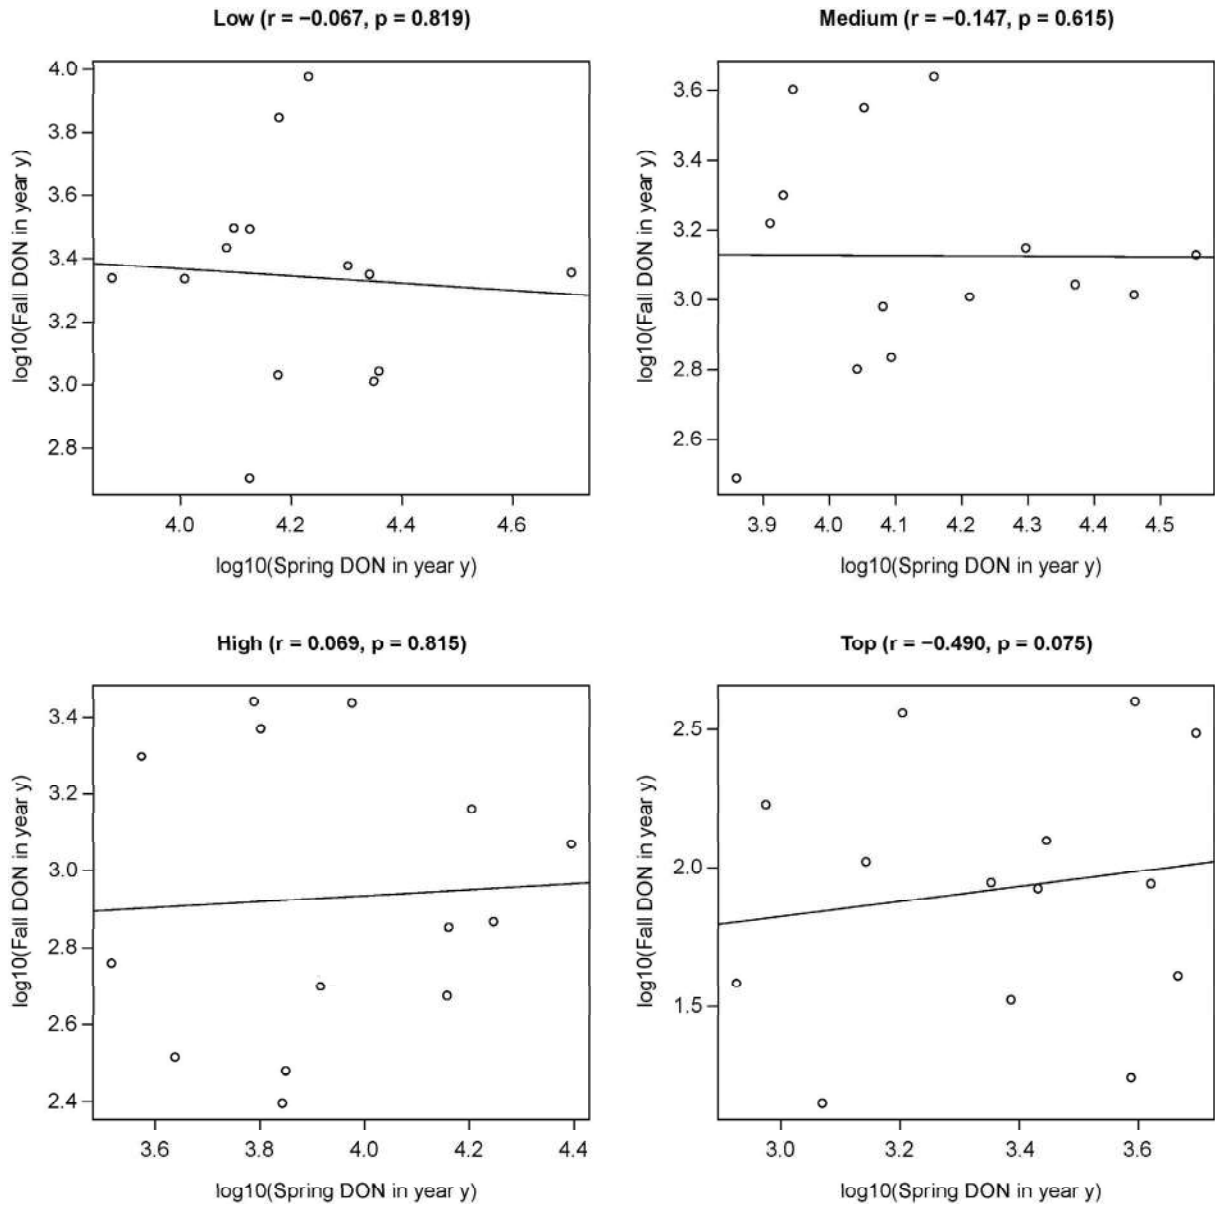 Low (r = −0.067, p = 0.819)
4.0
3.8
3.6
3.4
3.2
3.0
2.8
log10(Fall DON in year y)
4.0 4.2 4.4 4.6
log10(Spring DON in year y)
Medium (r = −0.147, p = 0.615)
3.6
3.4
3.2
3.0
2.8
2.6
log10(Fall DON in year y)
3.9 4.0 4.1 4.2 4.3 4.4 4.5
log10(Spring DON in year y)
High (r = 0.069, p = 0.815)
3.4
3.2
3.0
2.8
2.6
2.4
log10(Fall DON in year y)
3.6 3.8 4.0 4.2 4.4
log10(Spring DON in year y)
Top (r = −0.490, p = 0.075)
2.5
2.0
1.5
log10(Fall DON in year y)
3.0 3.2 3.4 3.6
log10(Spring DON in year y)